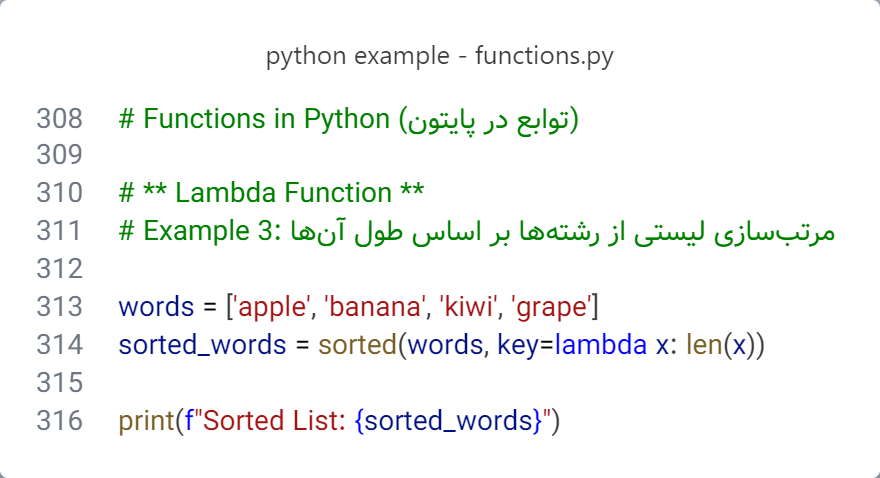 python example - functions.py
308 # Functions in Python (توابع در پایتون)
309
310 # ** Lambda Function **
311 # Example 3: مرتب‌سازی لیستی از رشته‌ها بر اساس طول آن‌ها
312
313 words = ['apple', 'banana', 'kiwi', 'grape']
314 sorted_words = sorted(words, key=lambda x: len(x))
315
316 print(f"Sorted List: {sorted_words}")